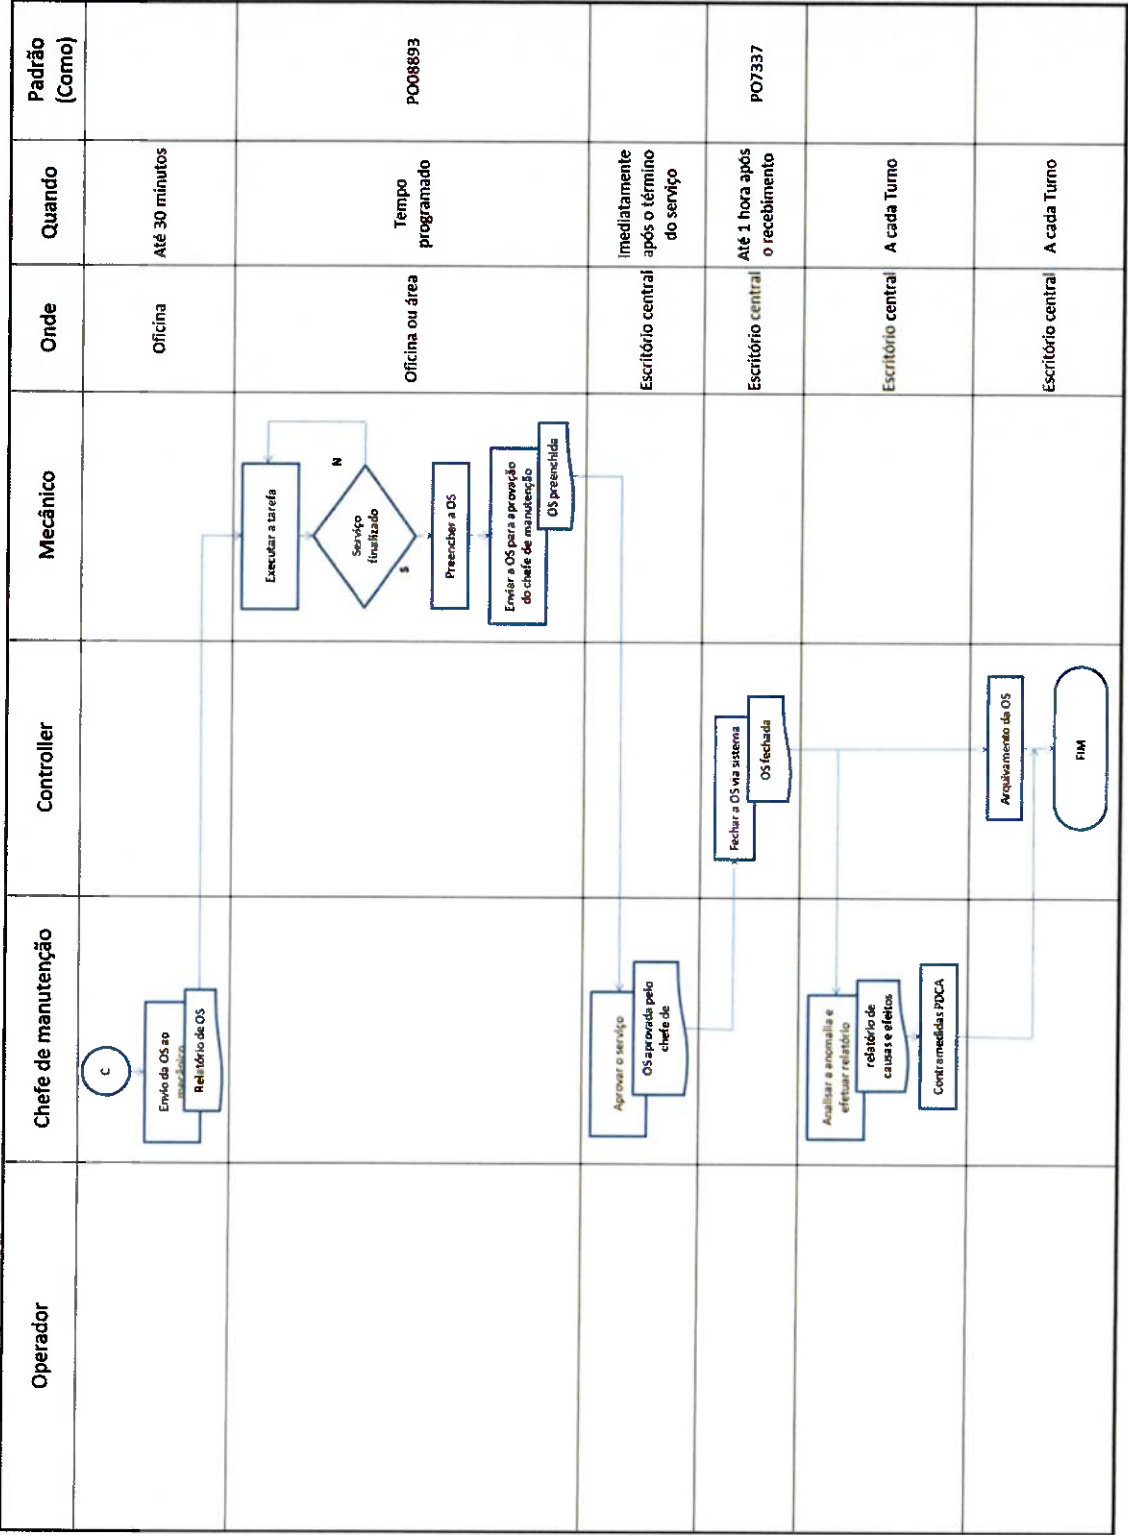 Operador
Chefe de manutenção
Controller
Mecânico
Onde
Quando
Padrão
(Como)
C
Envio da OS ao
mecânico
Relatório de OS
Oficina
Até 30 minutos
Executar a tarefa
Serviço
finalizado
N
S
Preencher a OS
Enviar a OS para aprovação
do chefe de manutenção
OS preenchida
Oficina ou área
Tempo
programado
PO08893
Aprovar o serviço
OS aprovada pelo
chefe de
Escritório central
Imediatamente
após o término
do serviço
Fechar a OS via sistema
OS fechada
Escritório central
Até 1 hora após
o recebimento
PO7337
Analisar a anomalia e
efetuar relatório
relatório de
causas e efeitos
Contramedidas PDCA
Escritório central
A cada Turno
Arquivamento da OS
FIM
Escritório central
A cada Turno